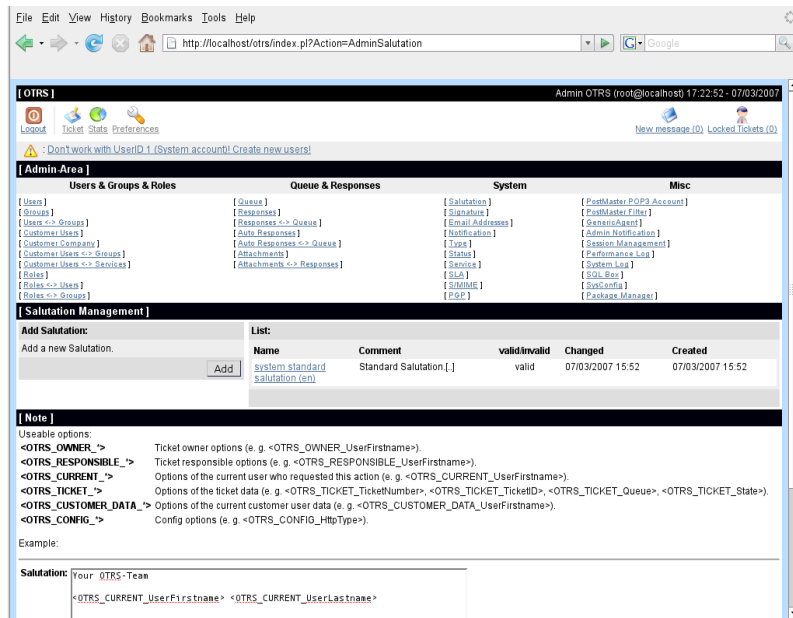 File Edit View History Bookmarks Tools Help
http://localhost/otrs/index.pl?Action=AdminSalutation
G Google
[ OTRS ] Admin OTRS (root@localhost) 17:22:52 - 07/03/2007
Logout Ticket Stats Preferences New message (0) Locked Tickets (0)
: Don't work with UserID 1 (System account)! Create new users!
[ Admin-Area ]
Users & Groups & Roles Queue & Responses System Misc
[ Users ] [ Queue ] [ Salutation ] [ PostMaster POP3 Account ]
[ Groups ] [ Responses ] [ Signature ] [ PostMaster Filter ]
[ Users <-> Groups ] [ Responses <-> Queue ] [ Email Addresses ] [ GenericAgent ]
[ Customer Users ] [ Auto Responses ] [ Notification ] [ Admin Notification ]
[ Customer Company ] [ Auto Responses <-> Queue ] [ Type ] [ Session Management ]
[ Customer Users <-> Groups ] [ Attachments ] [ Status ] [ Performance Log ]
[ Customer Users <-> Services ] [ Attachments <-> Responses ] [ Service ] [ System Log ]
[ Roles ] [ SLA ] [ SQL Box ]
[ Roles <-> Users ] [ S/MIME ] [ SysConfig ]
[ Roles <-> Groups ] [ PGP ] [ Package Manager ]
[ Salutation Management ]
Add Salutation: List:
Add a new Salutation. Name Comment valid/invalid Changed Created
Add system standard Standard Salutation.[..] valid 07/03/2007 15:52 07/03/2007 15:52
salutation (en)
[ Note ]
Useable options:
<OTRS_OWNER_*> Ticket owner options (e. g. <OTRS_OWNER_UserFirstname>).
<OTRS_RESPONSIBLE_*> Ticket responsible options (e. g. <OTRS_RESPONSIBLE_UserFirstname>).
<OTRS_CURRENT_*> Options of the current user who requested this action (e. g. <OTRS_CURRENT_UserFirstname>).
<OTRS_TICKET_*> Options of the ticket data (e. g. <OTRS_TICKET_TicketNumber>, <OTRS_TICKET_TicketID>, <OTRS_TICKET_Queue>, <OTRS_TICKET_State>).
<OTRS_CUSTOMER_DATA_*> Options of the current customer user data (e. g. <OTRS_CUSTOMER_DATA_UserFirstname>).
<OTRS_CONFIG_*> Config options (e. g. <OTRS_CONFIG_HttpType>).
Example:
Salutation: Your OTRS-Team
<OTRS_CURRENT_UserFirstname> <OTRS_CURRENT_UserLastname>